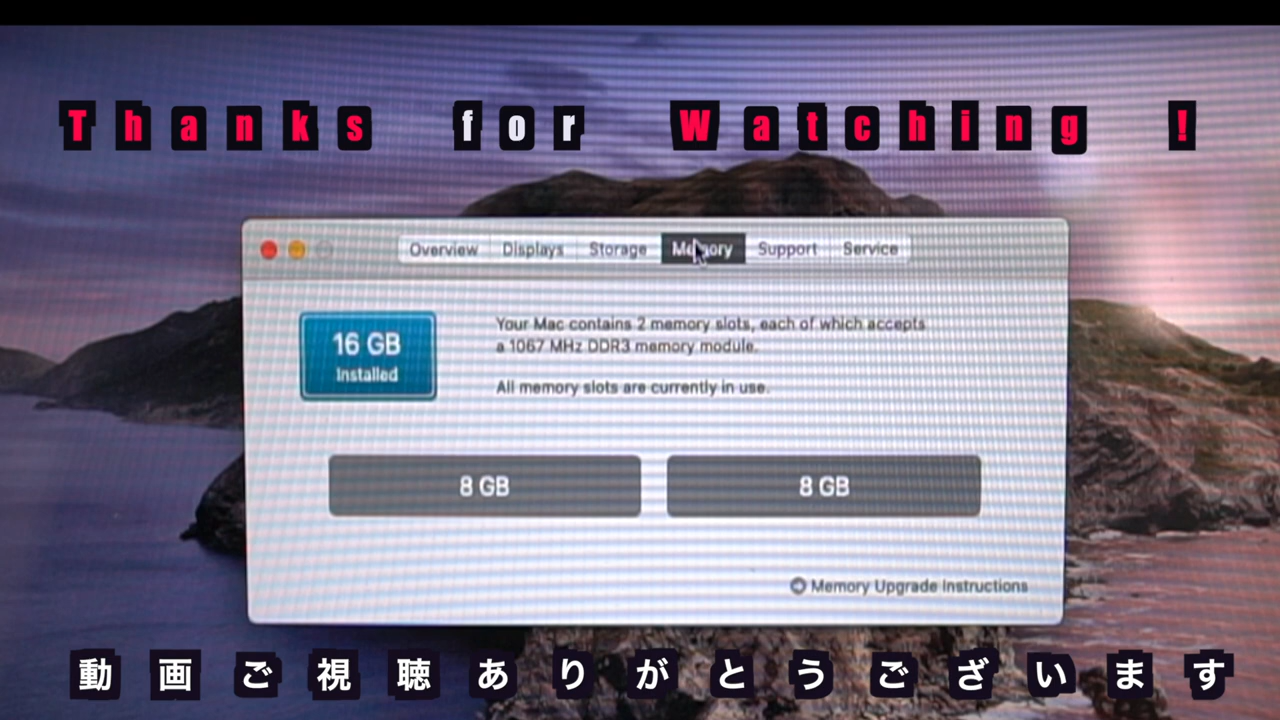 Thanks for Watching !
Overview Displays Storage Memory Support Service
16 GB
Installed
Your Mac contains 2 memory slots, each of which accepts
a 1067 MHz DDR3 memory module.
All memory slots are currently in use.
8 GB 8 GB
Memory Upgrade Instructions
動画ご視聴ありがとうございます